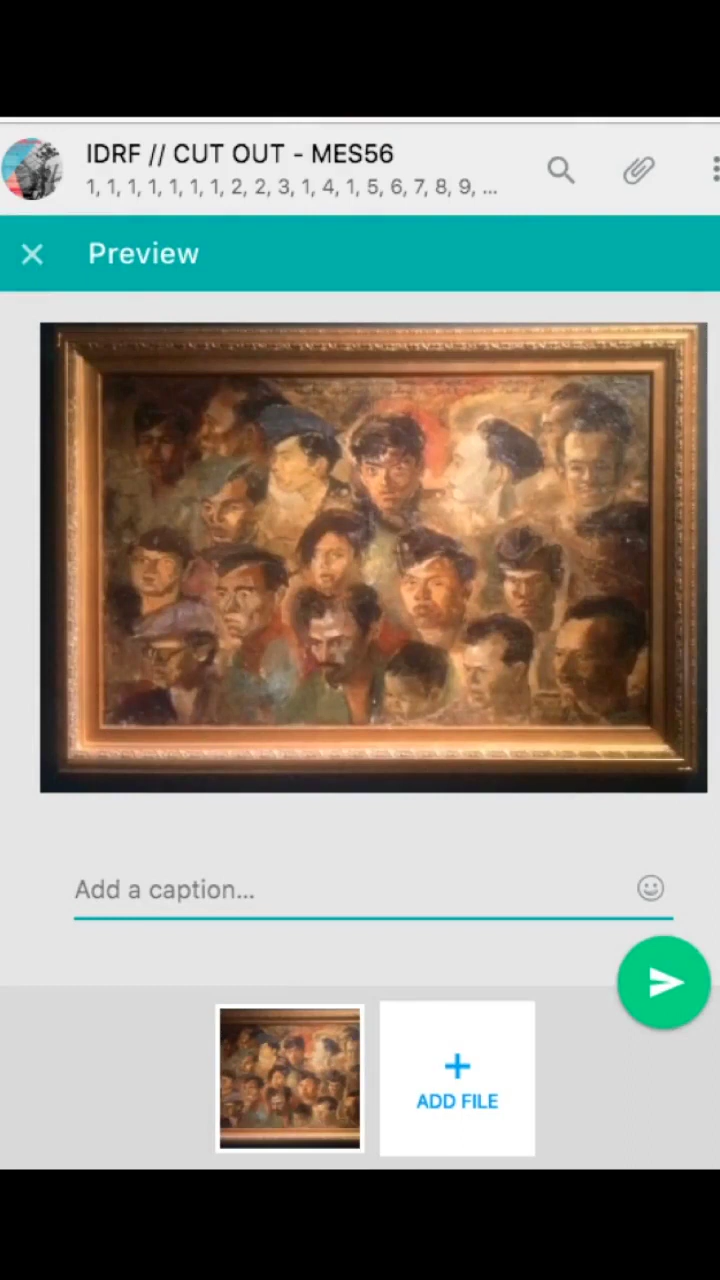 IDRF // CUT OUT - MES56
1, 1, 1, 1, 1, 1, 1, 2, 2, 3, 1, 4, 1, 5, 6, 7, 8, 9, ...
Preview
Add a caption...
ADD FILE